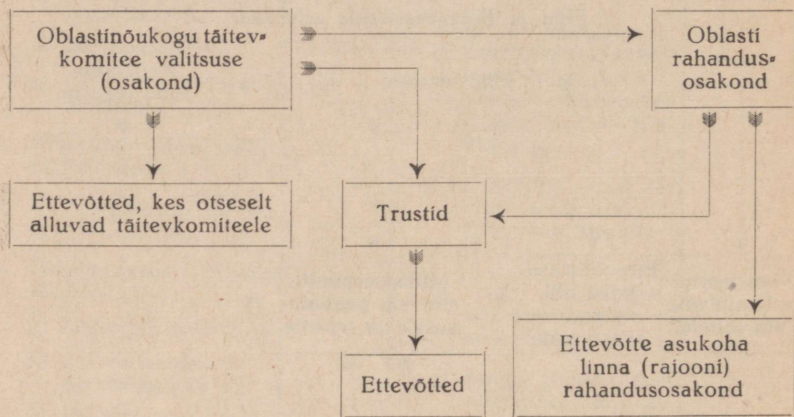 Oblastinõukogu täitev-
komitee valitsuse
(osakond)
Oblasti
rahandus-
osakond
Ettevõtted, kes otseselt
alluvad täitevkomiteele
Trustid
Ettevõtted
Ettevõtte asukoha
linna (rajooni)
rahandusosakond